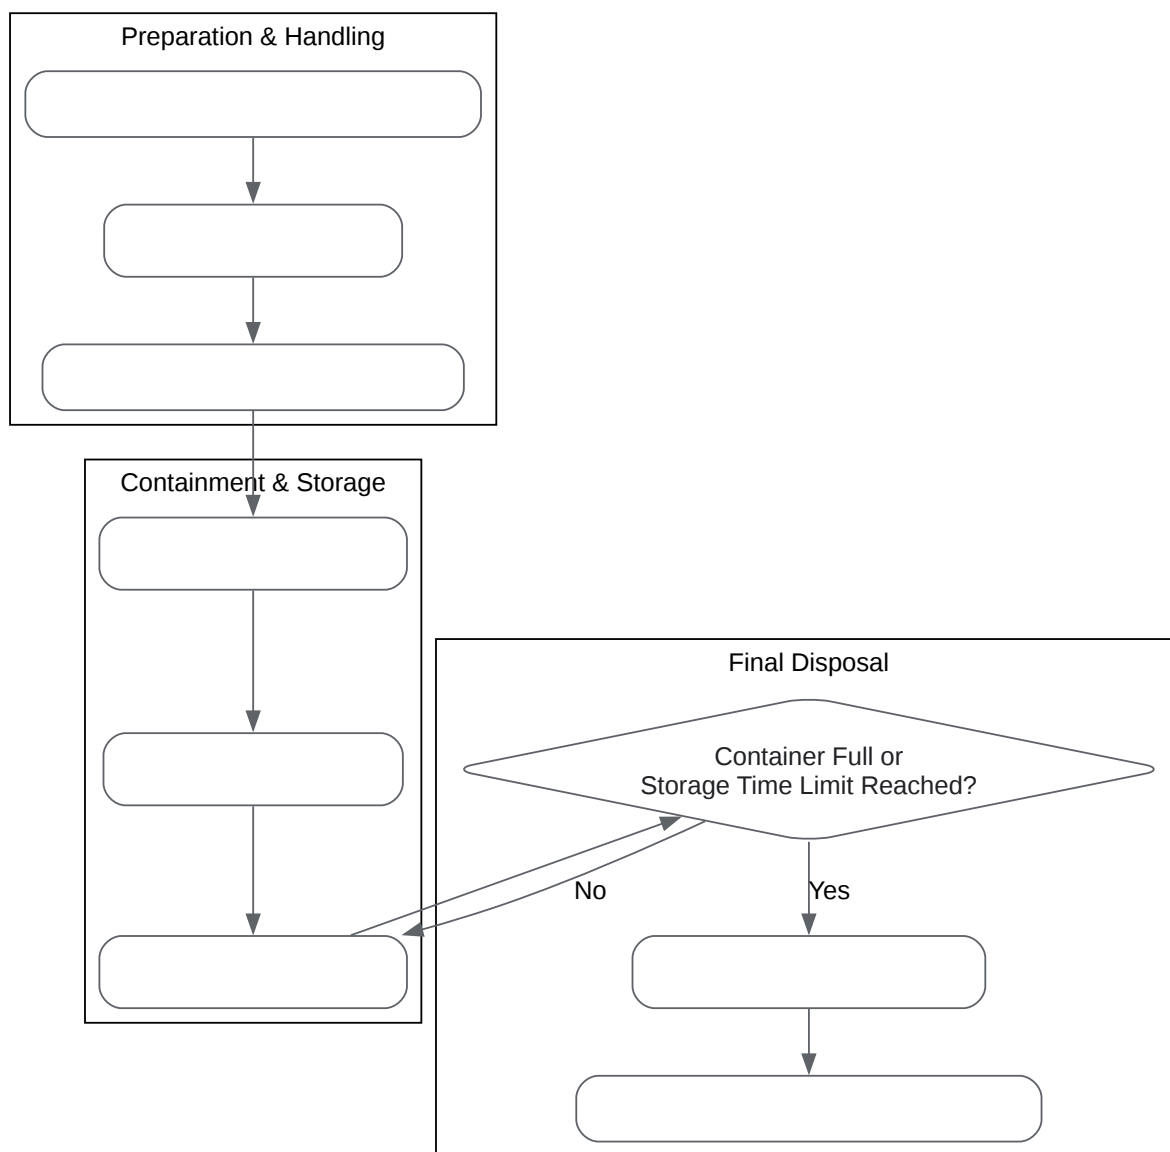 Preparation & Handling
Containment & Storage
Final Disposal
Container Full or
Storage Time Limit Reached?
No
Yes